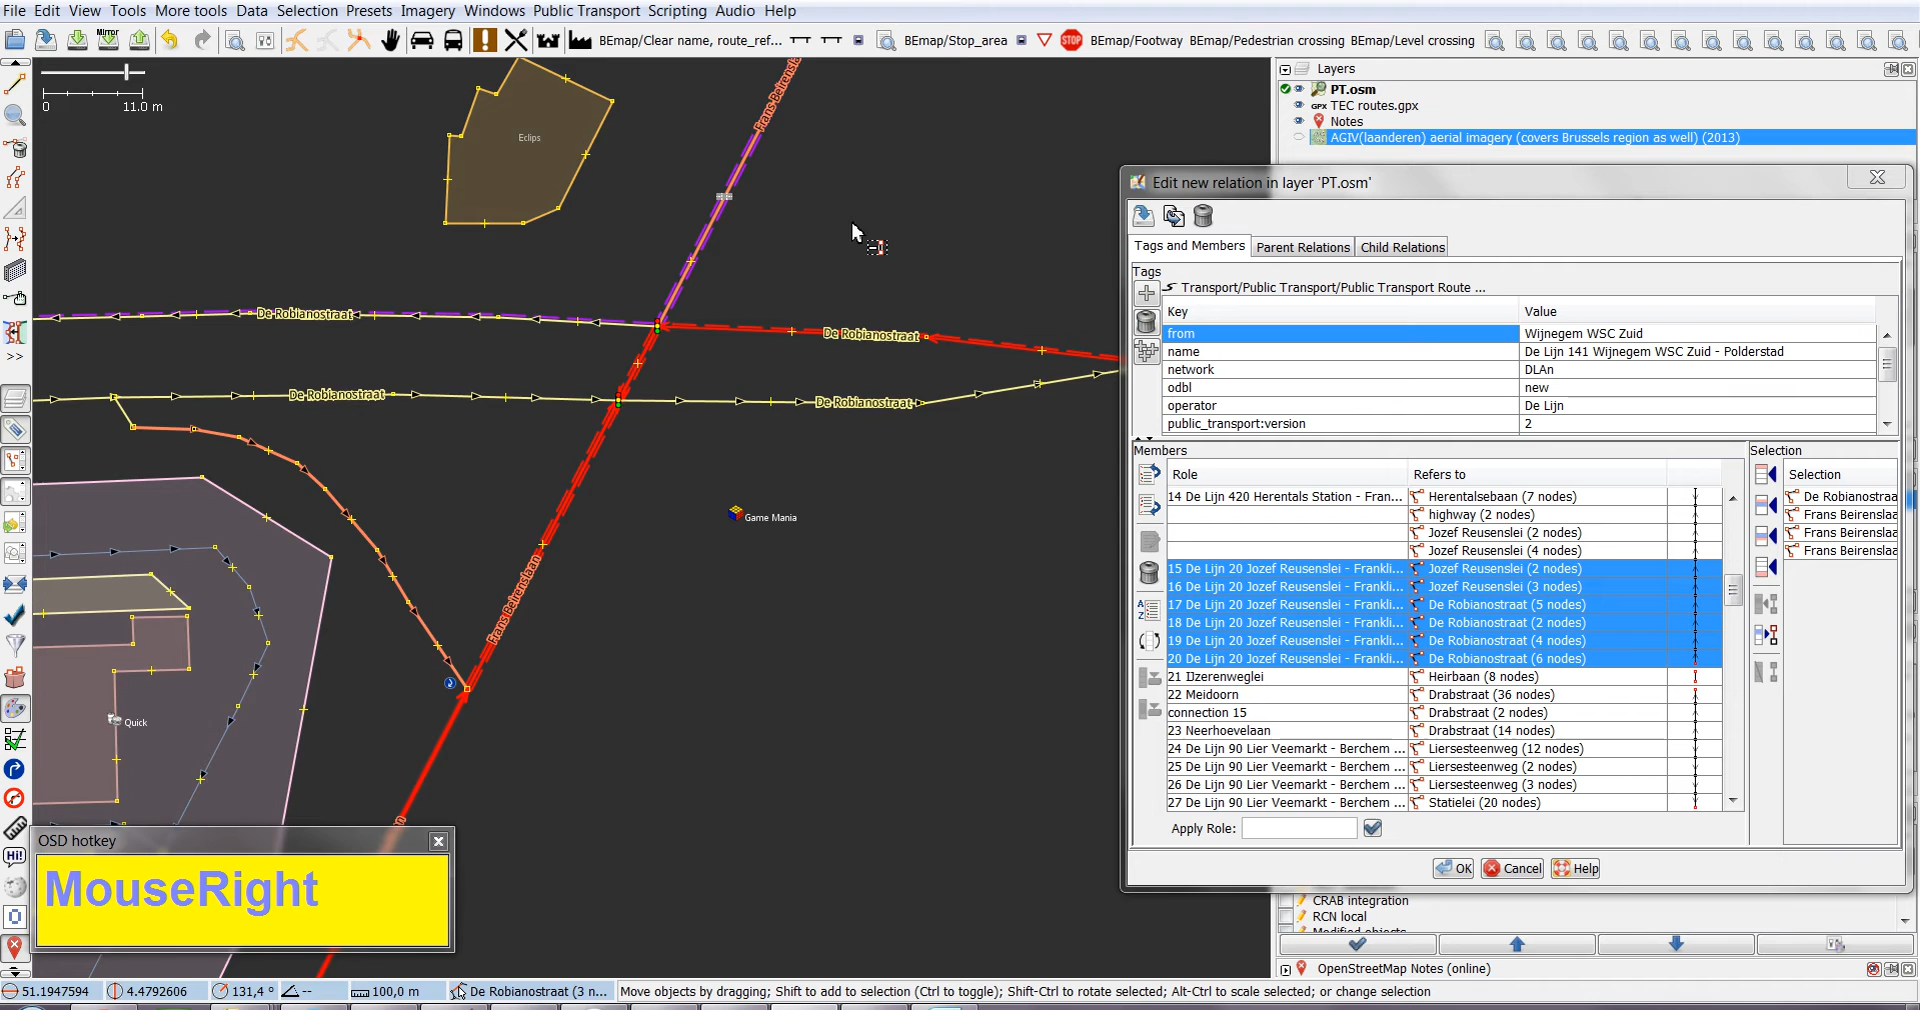 File Edit View Tools More tools Data Selection Presets Imagery Windows Public Transport Scripting Audio Help
Mirror
BEmap/Clear name, route_ref... BEmap/Stop_area STOP BEmap/Footway BEmap/Pedestrian crossing BEmap/Level crossing
0 11.0 m
Eclips
Frans Beirenslaan
De Robianostraat
De Robianostraat
De Robianostraat
De Robianostraat
Frans Beirenslaan
Game Mania
Quick
>>
Hi!
OSD hotkey
MouseRight
Layers
PT.osm
GPX TEC routes.gpx
Notes
AGIV(laanderen) aerial imagery (covers Brussels region as well) (2013)
Edit new relation in layer 'PT.osm'
Tags and Members Parent Relations Child Relations
Tags
Transport/Public Transport/Public Transport Route ...
Key Value
from Wijnegem WSC Zuid
name De Lijn 141 Wijnegem WSC Zuid - Polderstad
network DLAn
odbl new
operator De Lijn
public_transport:version 2
Members
Role Refers to
14 De Lijn 420 Herentals Station - Fran... Herentalsebaan (7 nodes)
highway (2 nodes)
Jozef Reusenslei (2 nodes)
Jozef Reusenslei (4 nodes)
15 De Lijn 20 Jozef Reusenslei - Frankli... Jozef Reusenslei (2 nodes)
16 De Lijn 20 Jozef Reusenslei - Frankli... Jozef Reusenslei (3 nodes)
17 De Lijn 20 Jozef Reusenslei - Frankli... De Robianostraat (5 nodes)
18 De Lijn 20 Jozef Reusenslei - Frankli... De Robianostraat (2 nodes)
19 De Lijn 20 Jozef Reusenslei - Frankli... De Robianostraat (4 nodes)
20 De Lijn 20 Jozef Reusenslei - Frankli... De Robianostraat (6 nodes)
21 IJzerenweglei Heirbaan (8 nodes)
22 Meidoorn Drabstraat (36 nodes)
connection 15 Drabstraat (2 nodes)
23 Neerhoevelaan Drabstraat (14 nodes)
24 De Lijn 90 Lier Veemarkt - Berchem ... Liersesteenweg (12 nodes)
25 De Lijn 90 Lier Veemarkt - Berchem ... Liersesteenweg (2 nodes)
26 De Lijn 90 Lier Veemarkt - Berchem ... Liersesteenweg (3 nodes)
27 De Lijn 90 Lier Veemarkt - Berchem ... Statielei (20 nodes)
Apply Role:
Selection
Selection
De Robianostraa
Frans Beirenslaa
Frans Beirenslaa
Frans Beirenslaa
OK Cancel Help
CRAB integration
RCN local
Modified objects
OpenStreetMap Notes (online)
51.1947594 4.4792606 131,4 ° -- 100,0 m De Robianostraat (3 n... Move objects by dragging; Shift to add to selection (Ctrl to toggle); Shift-Ctrl to rotate selected; Alt-Ctrl to scale selected; or change selection